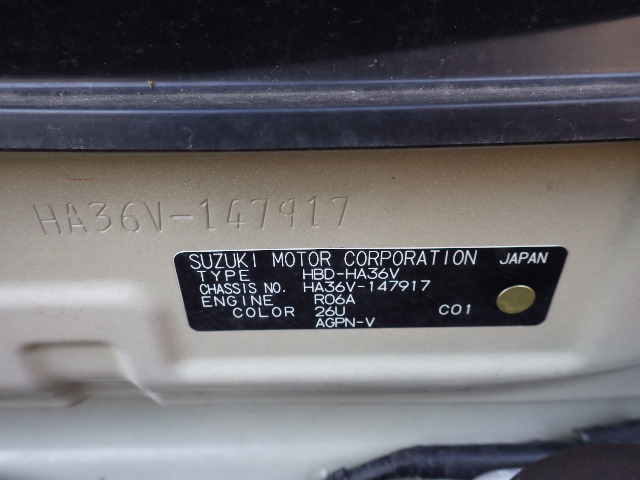 HA36V-147917
SUZUKI MOTOR CORPORATION JAPAN
TYPE HBD-HA36V
CHASSIS NO. HA36V-147917
ENGINE R06A
COLOR 26U C01
AGPN-V